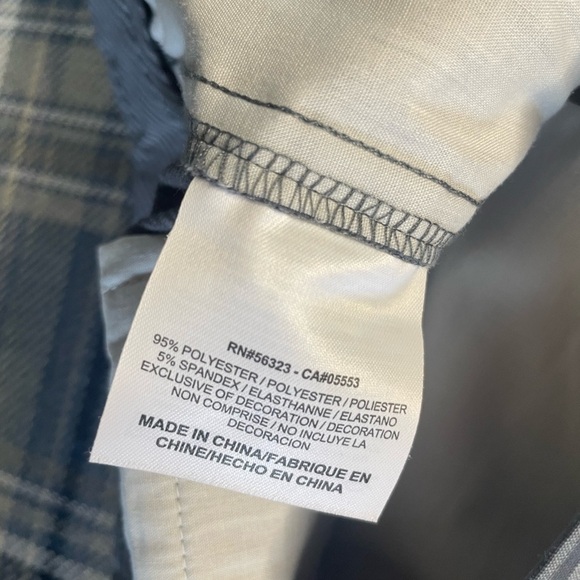 RN#56323 - CA#05553
95% POLYESTER / POLYESTER / POLIESTER
5% SPANDEX / ELASTHANNE / ELASTANO
EXCLUSIVE OF DECORATION / DECORATION
NON COMPRISE / NO INCLUYE LA
DECORACION
MADE IN CHINA/FABRIQUE EN
CHINE/HECHO EN CHINA